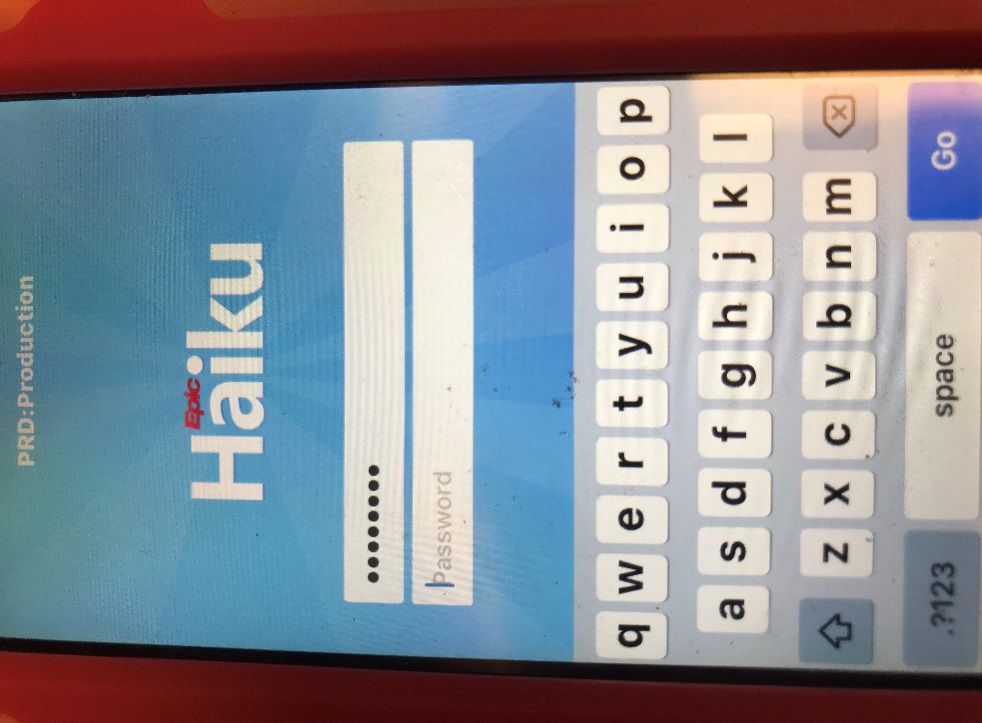 PRD:Production
Epic
Haiku
•••••••••
Password
q w e r t y u i o p
a s d f g h j k l
z x c v b n m
.?123 space Go